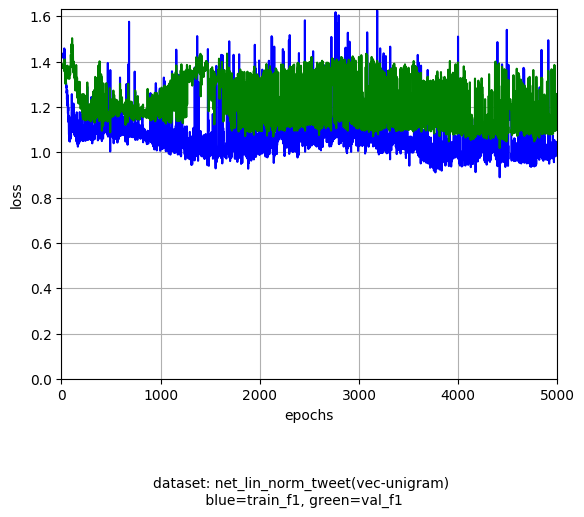 1.6
1.4
1.2
1.0
0.8
0.6
0.4
0.2
0.0
loss
0 1000 2000 3000 4000 5000
epochs
dataset: net_lin_norm_tweet(vec-unigram)
blue=train_f1, green=val_f1